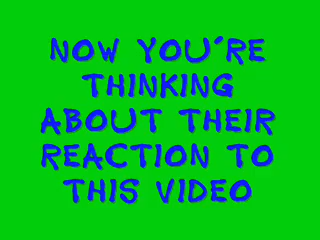 NOW YOU'RE
THINKING
ABOUT THEIR
REACTION TO
THIS VIDEO